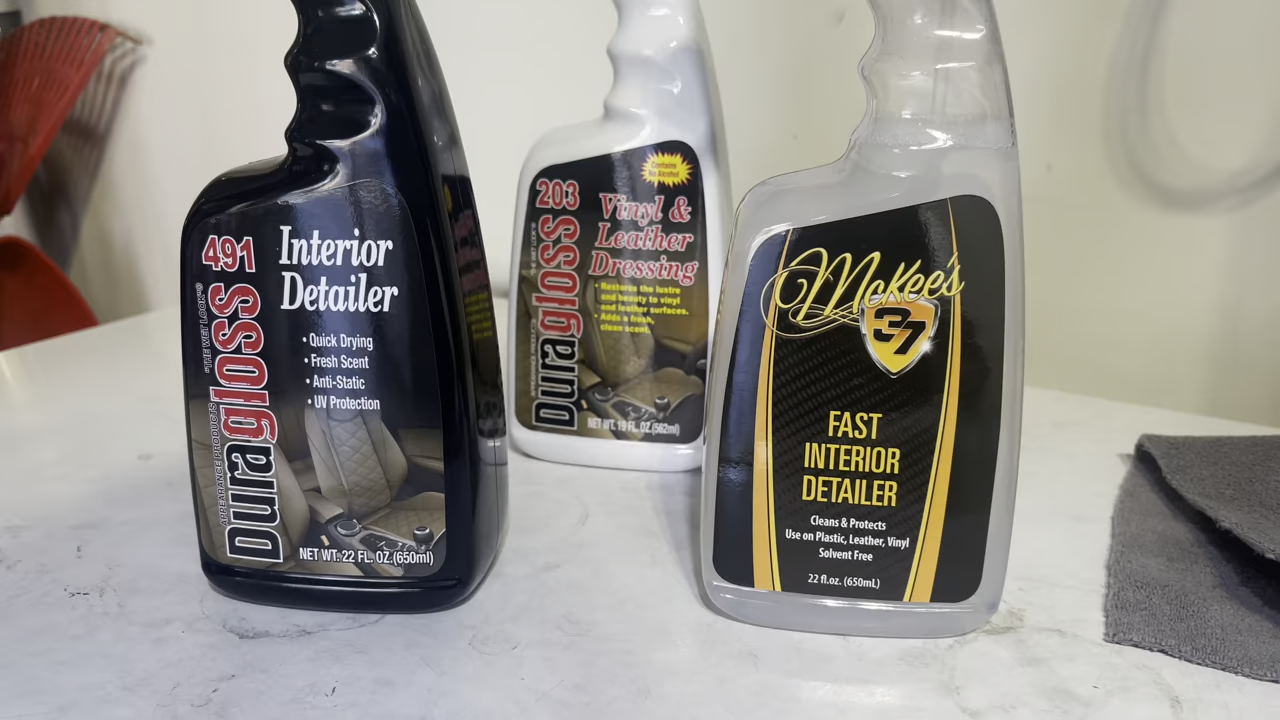 491
Duragloss
"THE WET LOOK"®
APPEARANCE PRODUCTS
Interior
Detailer
• Quick Drying
• Fresh Scent
• Anti-Static
• UV Protection
NET WT. 22 FL. OZ.(650ml)
203
Duragloss
Contains
No Alcohol
Vinyl &
Leather
Dressing
• Restores the lustre
and beauty to vinyl
and leather surfaces.
• Adds a fresh,
clean scent.
NET WT. 19 FL. OZ.(562ml)
McKee's
37
FAST
INTERIOR
DETAILER
Cleans & Protects
Use on Plastic, Leather, Vinyl
Solvent Free
22 fl.oz. (650mL)